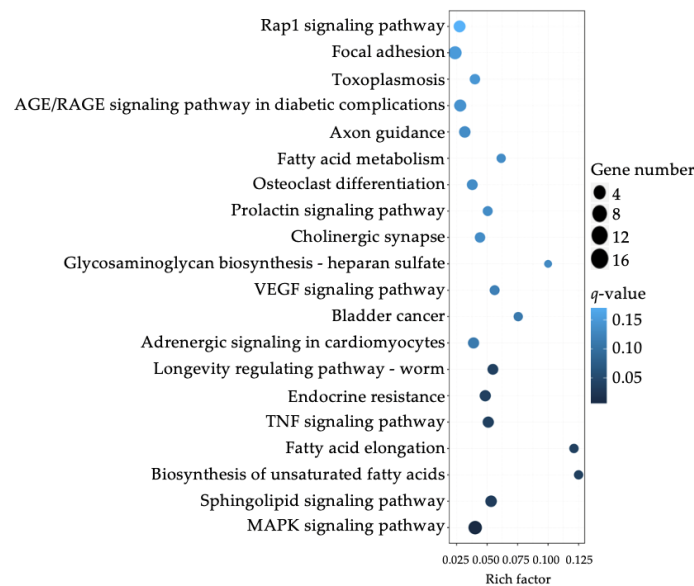 Rap1 signaling pathway
Focal adhesion
Toxoplasmosis
AGE/RAGE signaling pathway in diabetic complications
Axon guidance
Fatty acid metabolism
Osteoclast differentiation
Prolactin signaling pathway
Cholinergic synapse
Glycosaminoglycan biosynthesis - heparan sulfate
VEGF signaling pathway
Bladder cancer
Adrenergic signaling in cardiomyocytes
Longevity regulating pathway - worm
Endocrine resistance
TNF signaling pathway
Fatty acid elongation
Biosynthesis of unsaturated fatty acids
Sphingolipid signaling pathway
MAPK signaling pathway
0.025 0.050 0.075 0.100 0.125
Rich factor
Gene number
4
8
12
16
q-value
0.15
0.10
0.05